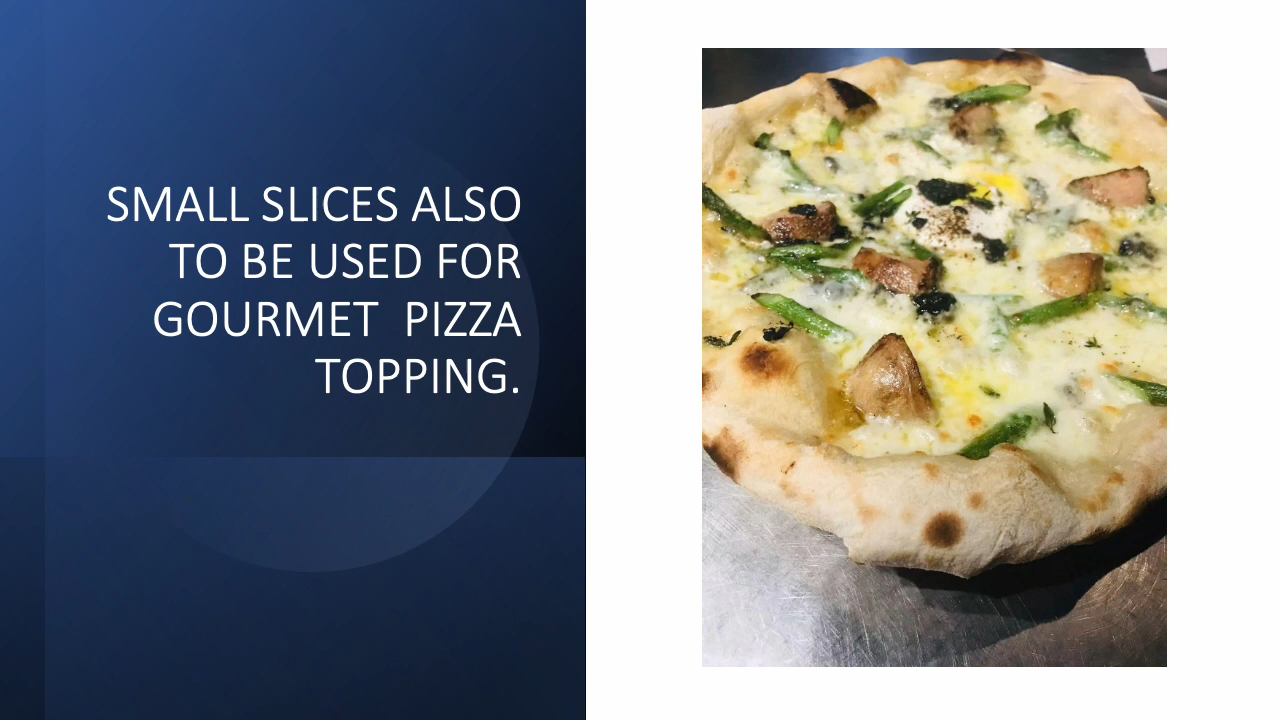 SMALL SLICES ALSO
TO BE USED FOR
GOURMET  PIZZA
TOPPING.